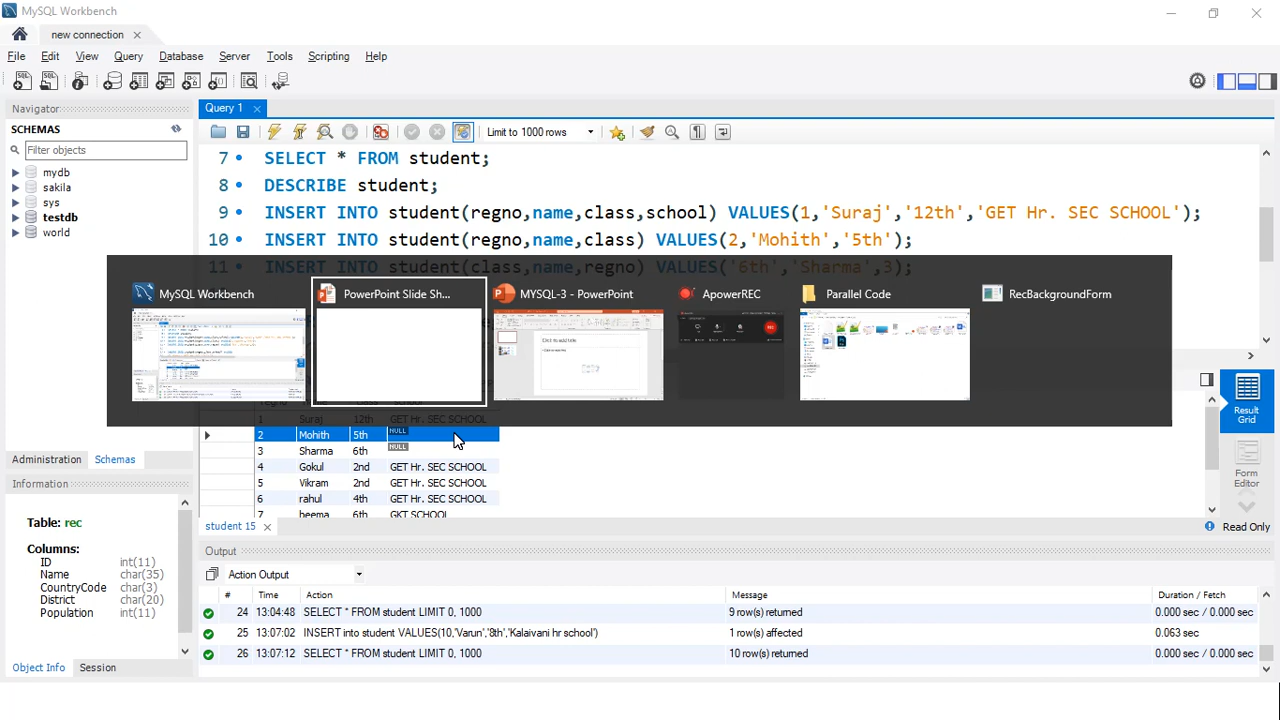 MySQL Workbench
new connection
File Edit View Query Database Server Tools Scripting Help
Navigator
SCHEMAS
Filter objects
mydb
sakila
sys
testdb
world
Administration Schemas
Information
Table: rec
Columns:
ID int(11)
Name char(35)
CountryCode char(3)
District char(20)
Population int(11)
Object Info Session
Query 1
Limit to 1000 rows
7 SELECT * FROM student;
8 DESCRIBE student;
9 INSERT INTO student(regno,name,class,school) VALUES(1,'Suraj','12th','GET Hr. SEC SCHOOL');
10 INSERT INTO student(regno,name,class) VALUES(2,'Mohith','5th');
11 INSERT INTO student(class,name,regno) VALUES('6th','Sharma',3);
MySQL Workbench
PowerPoint Slide Sh...
MYSQL-3 - PowerPoint
ApowerREC
Parallel Code
RecBackgroundForm
1 Suraj 12th GET Hr. SEC SCHOOL
2 Mohith 5th NULL
3 Sharma 6th NULL
4 Gokul 2nd GET Hr. SEC SCHOOL
5 Vikram 2nd GET Hr. SEC SCHOOL
6 rahul 4th GET Hr. SEC SCHOOL
7 beema 6th GKT SCHOOL
Result Grid
Form Editor
student 15
Read Only
Output
Action Output
# Time Action Message Duration / Fetch
24 13:04:48 SELECT * FROM student LIMIT 0, 1000 9 row(s) returned 0.000 sec / 0.000 sec
25 13:07:02 INSERT into student VALUES(10,'Varun','8th','Kalaivani hr school') 1 row(s) affected 0.063 sec
26 13:07:12 SELECT * FROM student LIMIT 0, 1000 10 row(s) returned 0.000 sec / 0.000 sec